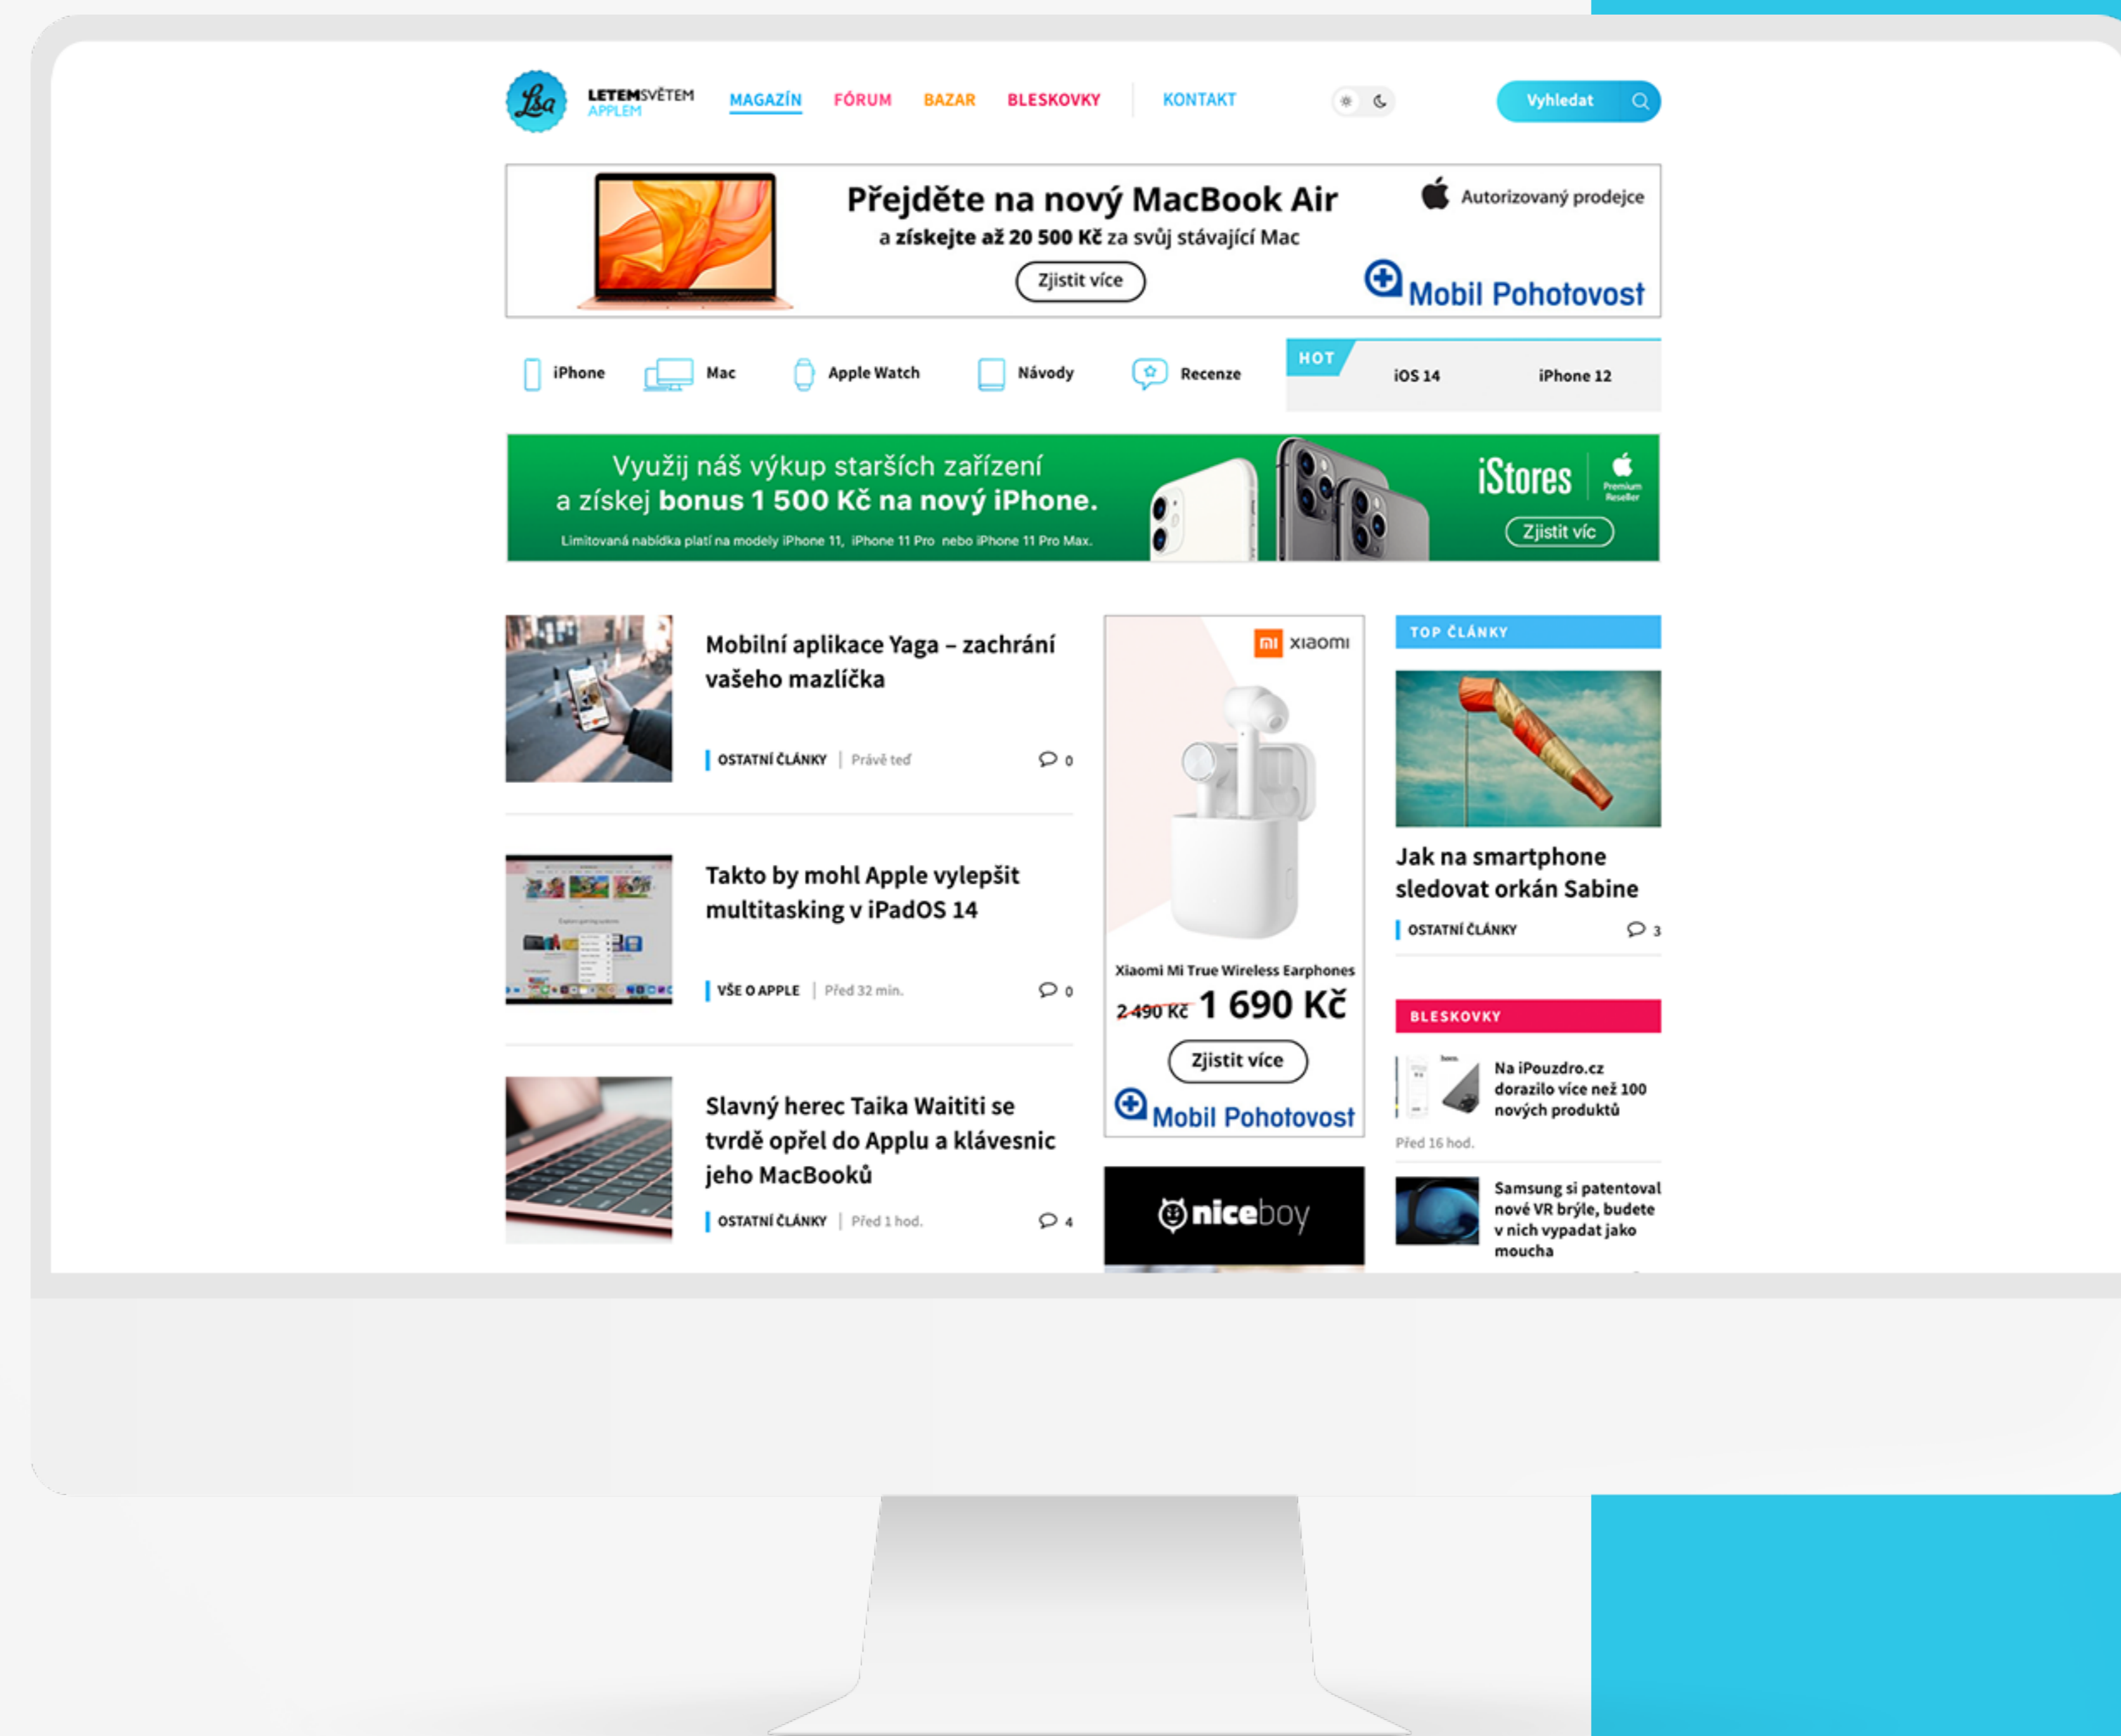 Lsa
LETEMSVĚTEM
APPLEM
MAGAZÍN
FÓRUM
BAZAR
BLESKOVKY
KONTAKT
Vyhledat
Přejděte na nový MacBook Air
a získejte až 20 500 Kč za svůj stávající Mac
Zjistit více
Autorizovaný prodejce
Mobil Pohotovost
iPhone
Mac
Apple Watch
Návody
Recenze
HOT
iOS 14
iPhone 12
Využij náš výkup starších zařízení
a získej bonus 1 500 Kč na nový iPhone.
Limitovaná nabídka platí na modely iPhone 11, iPhone 11 Pro nebo iPhone 11 Pro Max.
iStores
Premium
Reseller
Zjistit víc
Mobilní aplikace Yaga – zachrání
vašeho mazlíčka
OSTATNÍ ČLÁNKY
Právě teď
0
Takto by mohl Apple vylepšit
multitasking v iPadOS 14
VŠE O APPLE
Před 32 min.
0
Slavný herec Taika Waititi se
tvrdě opřel do Applu a klávesnic
jeho MacBooků
OSTATNÍ ČLÁNKY
Před 1 hod.
4
xiaomi
Xiaomi Mi True Wireless Earphones
2 490 Kč 1 690 Kč
Zjistit více
Mobil Pohotovost
niceboy
TOP ČLÁNKY
Jak na smartphone
sledovat orkán Sabine
OSTATNÍ ČLÁNKY
3
BLESKOVKY
Na iPouzdro.cz
dorazilo více než 100
nových produktů
Před 16 hod.
Samsung si patentoval
nové VR brýle, budete
v nich vypadat jako
moucha